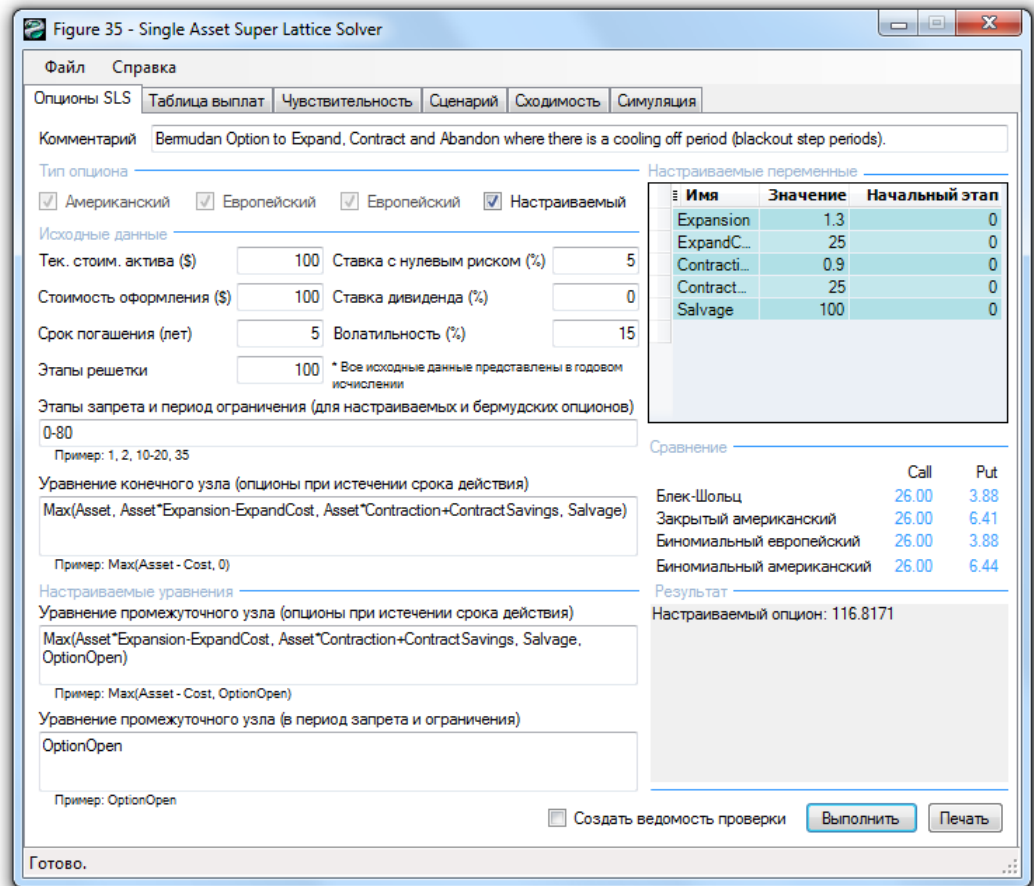 Figure 35 - Single Asset Super Lattice Solver
Файл Справка
Опционы SLS Таблица выплат Чувствительность Сценарий Сходимость Симуляция
Комментарий Bermudan Option to Expand, Contract and Abandon where there is a cooling off period (blackout step periods).
Тип опциона
Американский Европейский Европейский Настраиваемый
Исходные данные
Тек. стоим. актива ($) 100 Ставка с нулевым риском (%) 5
Стоимость оформления ($) 100 Ставка дивиденда (%) 0
Срок погашения (лет) 5 Волатильность (%) 15
Этапы решетки 100 * Все исходные данные представлены в годовом
исчислении
Этапы запрета и период ограничения (для настраиваемых и бермудских опционов)
0-80
Пример: 1, 2, 10-20, 35
Уравнение конечного узла (опционы при истечении срока действия)
Max(Asset, Asset*Expansion-ExpandCost, Asset*Contraction+ContractSavings, Salvage)
Пример: Max(Asset - Cost, 0)
Настраиваемые уравнения
Уравнение промежуточного узла (опционы при истечении срока действия)
Max(Asset*Expansion-ExpandCost, Asset*Contraction+ContractSavings, Salvage,
OptionOpen)
Пример: Max(Asset - Cost, OptionOpen)
Уравнение промежуточного узла (в период запрета и ограничения)
OptionOpen
Пример: OptionOpen
Настраиваемые переменные
Имя Значение Начальный этап
Expansion 1.3 0
ExpandC... 25 0
Contracti... 0.9 0
Contract... 25 0
Salvage 100 0
Сравнение
Call Put
Блек-Шольц 26.00 3.88
Закрытый американский 26.00 6.41
Биномиальный европейский 26.00 3.88
Биномиальный американский 26.00 6.44
Результат
Настраиваемый опцион: 116.8171
Создать ведомость проверки Выполнить Печать
Готово.